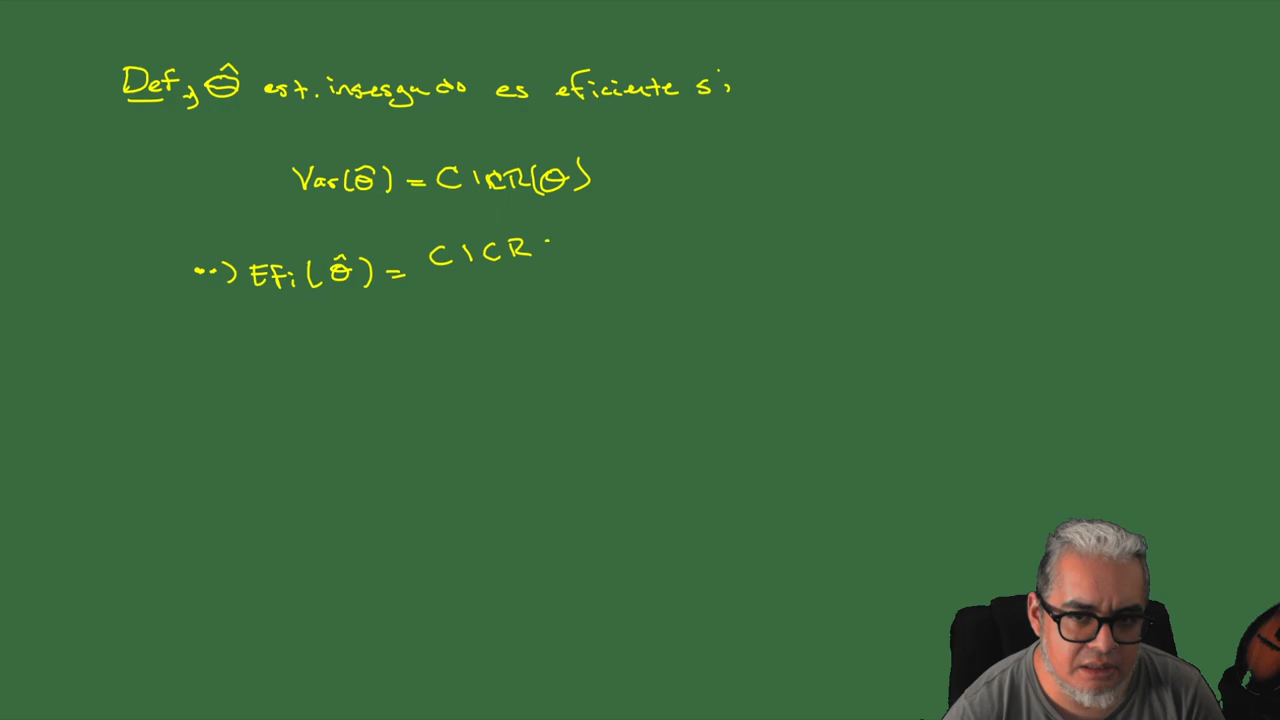 Def, θ̂ est. insesgado es eficiente si
Var(θ̂) = CICR(θ)
••) Efi(θ̂) = CICR